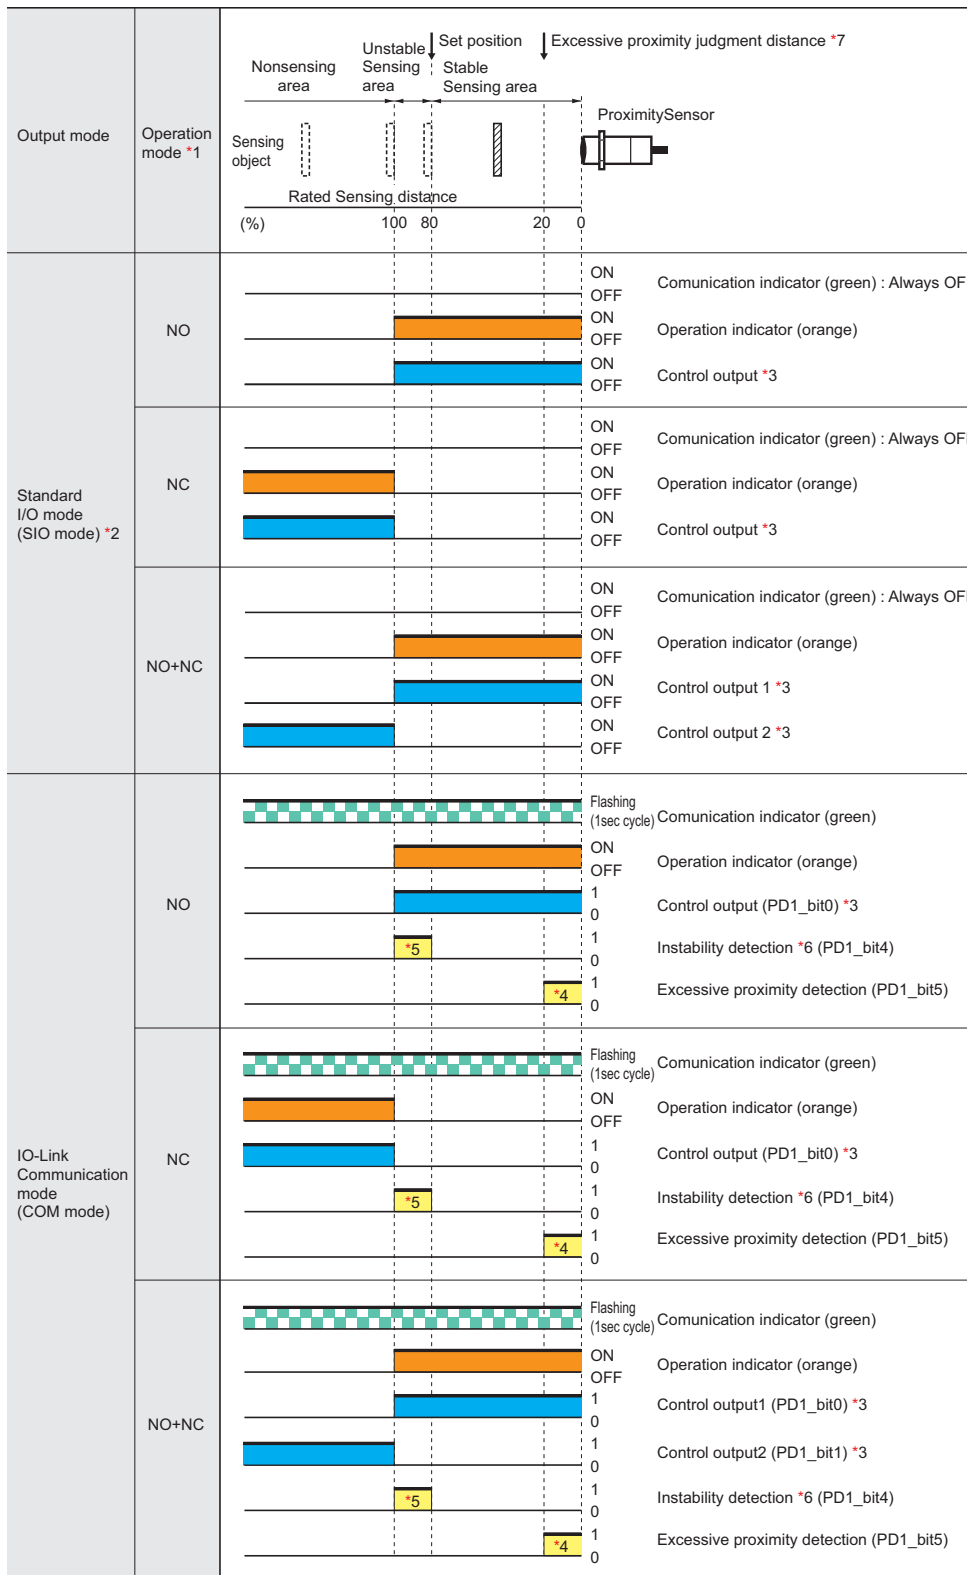 Output mode
Operation
mode *1
Nonsensing
area
Unstable
Sensing
area
Set position
Stable
Sensing area
Excessive proximity judgment distance *7
ProximitySensor
Sensing
object
Rated Sensing distance
(%) 100 80 20 0
Standard
I/O mode
(SIO mode) *2
NO
ON
OFF
Comunication indicator (green) : Always OF
ON
OFF
Operation indicator (orange)
ON
OFF
Control output *3
NC
ON
OFF
Comunication indicator (green) : Always OF
ON
OFF
Operation indicator (orange)
ON
OFF
Control output *3
NO+NC
ON
OFF
Comunication indicator (green) : Always OF
ON
OFF
Operation indicator (orange)
ON
OFF
Control output 1 *3
ON
OFF
Control output 2 *3
IO-Link
Communication
mode
(COM mode)
NO
Flashing
(1sec cycle)
Comunication indicator (green)
ON
OFF
Operation indicator (orange)
1
0
Control output (PD1_bit0) *3
*5
1
0
Instability detection *6 (PD1_bit4)
*4
1
0
Excessive proximity detection (PD1_bit5)
NC
Flashing
(1sec cycle)
Comunication indicator (green)
ON
OFF
Operation indicator (orange)
1
0
Control output (PD1_bit0) *3
*5
1
0
Instability detection *6 (PD1_bit4)
*4
1
0
Excessive proximity detection (PD1_bit5)
NO+NC
Flashing
(1sec cycle)
Comunication indicator (green)
ON
OFF
Operation indicator (orange)
1
0
Control output1 (PD1_bit0) *3
1
0
Control output2 (PD1_bit1) *3
*5
1
0
Instability detection *6 (PD1_bit4)
*4
1
0
Excessive proximity detection (PD1_bit5)